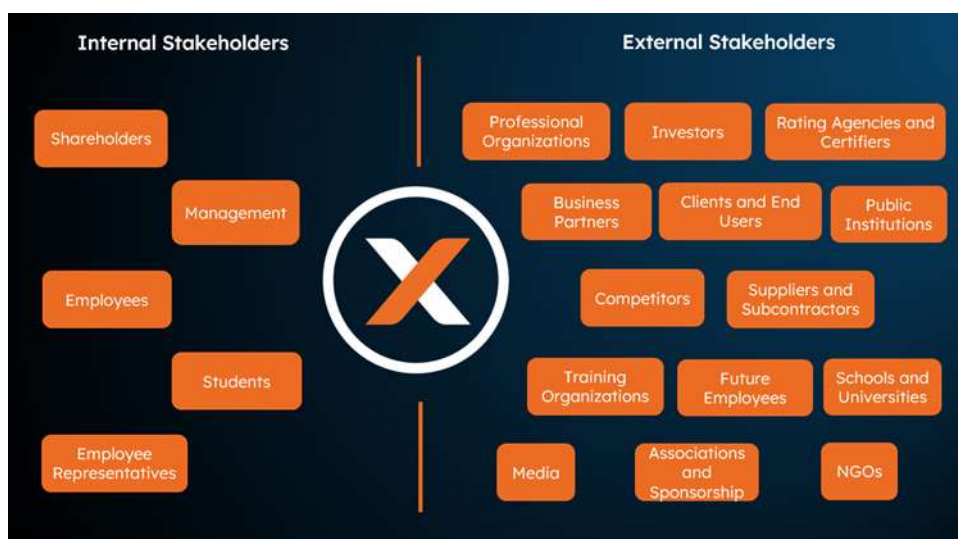 Internal Stakeholders
External Stakeholders
Shareholders
Management
Employees
Students
Employee
Representatives
Professional
Organizations
Investors
Rating Agencies and
Certifiers
Business
Partners
Clients and End
Users
Public
Institutions
Competitors
Suppliers and
Subcontractors
Training
Organizations
Future
Employees
Schools and
Universities
Media
Associations
and
Sponsorship
NGOs